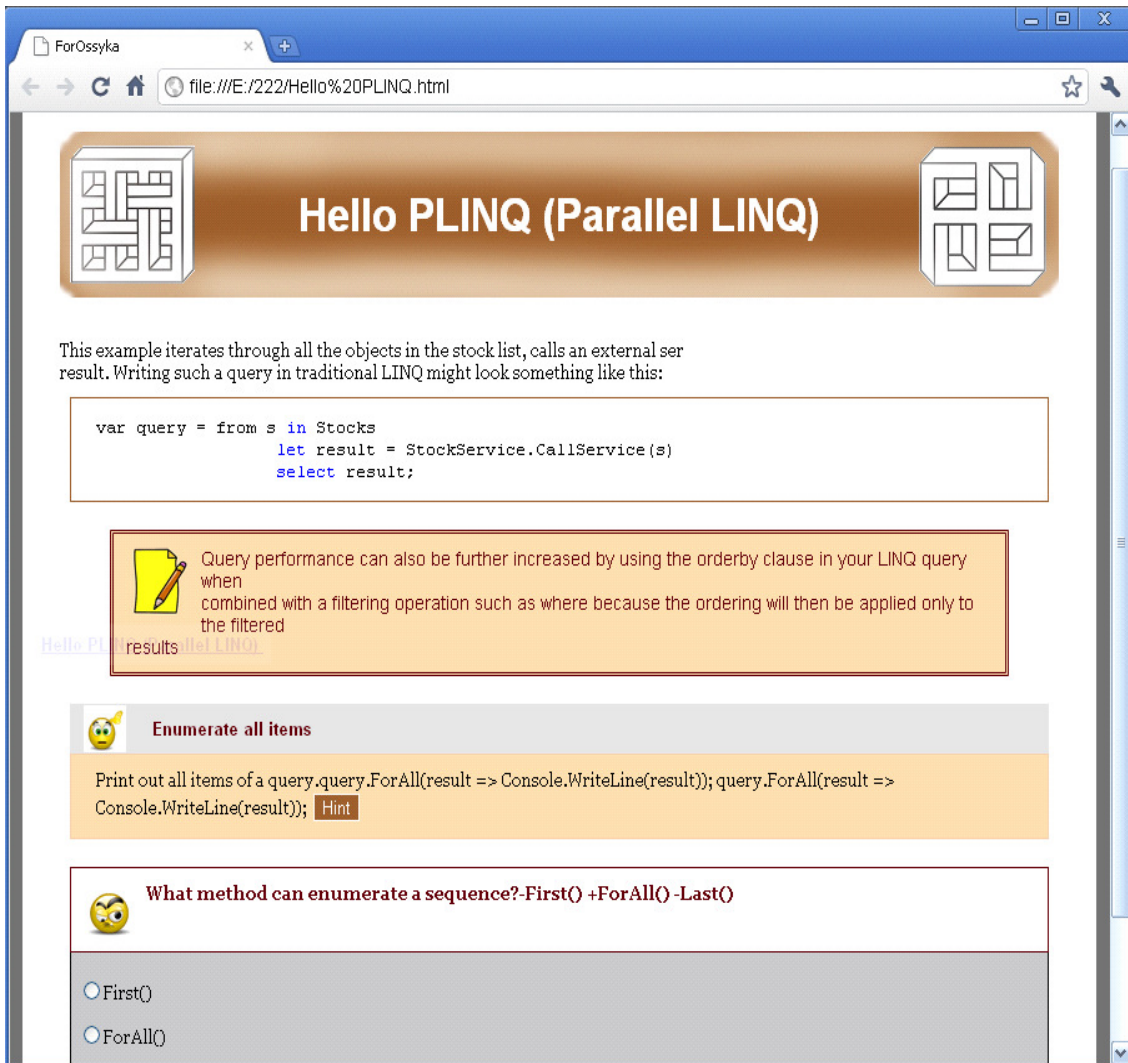 ForOssyka
file:///E:/222/Hello%20PLINQ.html
Hello PLINQ (Parallel LINQ)
This example iterates through all the objects in the stock list, calls an external ser
result. Writing such a query in traditional LINQ might look something like this:
var query = from s in Stocks
let result = StockService.CallService(s)
select result;
Query performance can also be further increased by using the orderby clause in your LINQ query
when
combined with a filtering operation such as where because the ordering will then be applied only to
the filtered
Hello PLINQ (Parallel LINQ)
results
Enumerate all items
Print out all items of a query.query.ForAll(result => Console.WriteLine(result)); query.ForAll(result =>
Console.WriteLine(result)); Hint
What method can enumerate a sequence?-First() +ForAll() -Last()
First()
ForAll()